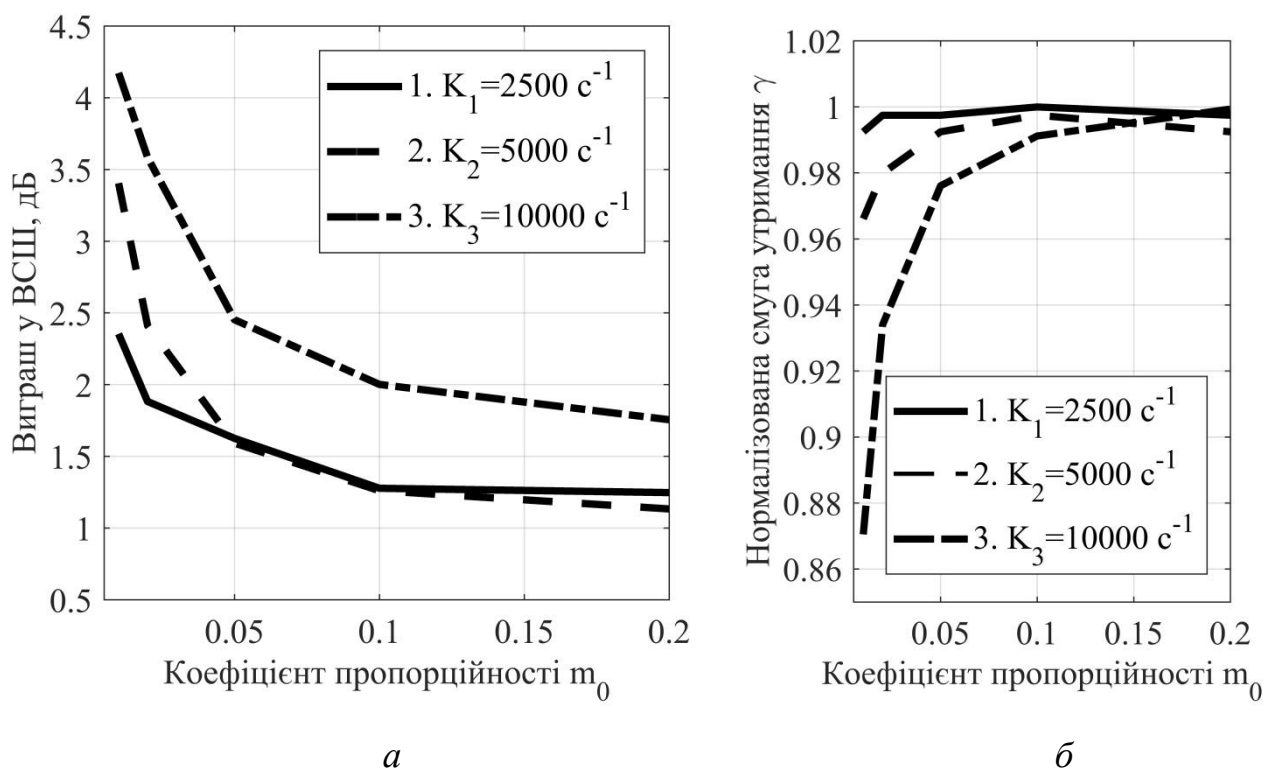 4.5
4
3.5
3
2.5
2
1.5
1
0.5
Виграш у ВСШ, дБ
1. K₁=2500 c⁻¹
2. K₂=5000 c⁻¹
3. K₃=10000 c⁻¹
0.05 0.1 0.15 0.2
Коефіцієнт пропорційності m₀
а
1.02
1
0.98
0.96
0.94
0.92
0.9
0.88
0.86
Нормалізована смуга утримання γ
1. K₁=2500 c⁻¹
2. K₂=5000 c⁻¹
3. K₃=10000 c⁻¹
0.05 0.1 0.15 0.2
Коефіцієнт пропорційності m₀
б